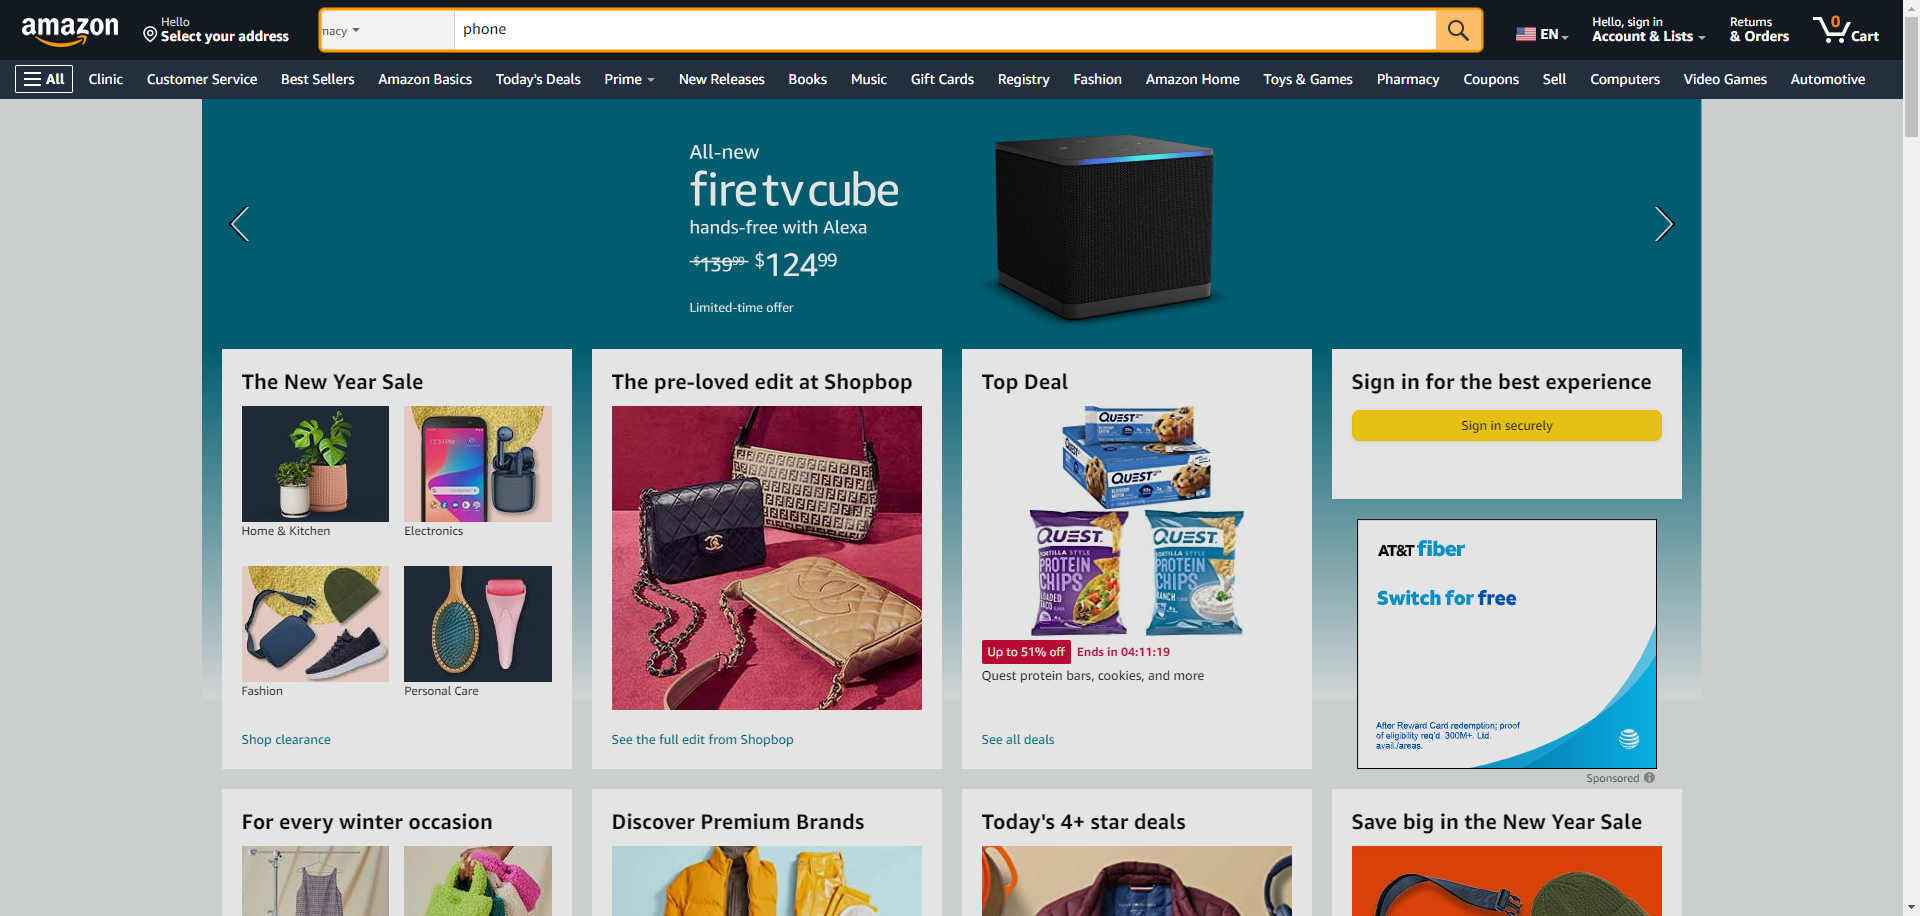 amazon
Hello
Select your address
macy
phone
EN
Hello, sign in
Account & Lists
Returns
& Orders
0
Cart
All
Clinic
Customer Service
Best Sellers
Amazon Basics
Today's Deals
Prime
New Releases
Books
Music
Gift Cards
Registry
Fashion
Amazon Home
Toys & Games
Pharmacy
Coupons
Sell
Computers
Video Games
Automotive
All-new
fire tv cube
hands-free with Alexa
$139.99 $124.99
Limited-time offer
The New Year Sale
12:31 PM
Home & Kitchen
Electronics
Fashion
Personal Care
Shop clearance
The pre-loved edit at Shopbop
See the full edit from Shopbop
Top Deal
QUEST
QUEST
QUEST
TORTILLA STYLE
PROTEIN
CHIPS
LOADED
TACO
QUEST
TORTILLA STYLE
PROTEIN
CHIPS
RANCH
Up to 51% off
Ends in 04:11:19
Quest protein bars, cookies, and more
See all deals
Sign in for the best experience
Sign in securely
AT&T fiber
Switch for free
After Reward Card redemption; proof
of eligibility req'd. 300M+. Ltd.
avail./areas.
Sponsored
For every winter occasion
Discover Premium Brands
Today's 4+ star deals
Save big in the New Year Sale